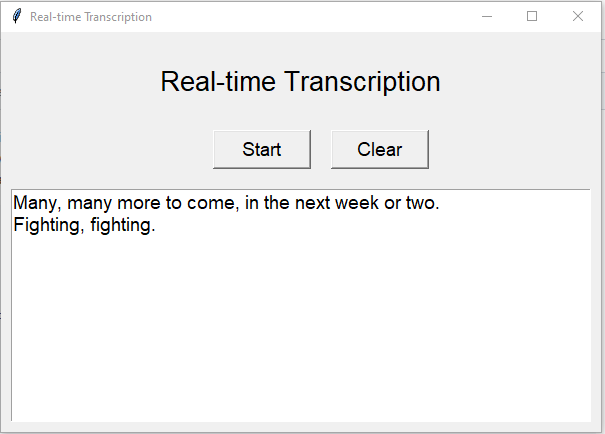 Real-time Transcription
Real-time Transcription
Start Clear
Many, many more to come, in the next week or two.
Fighting, fighting.